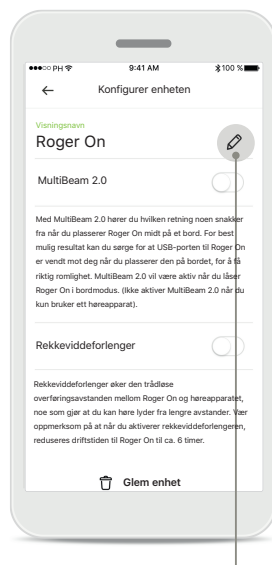 ●●●○○ PH 9:41 AM 100 %
Konfigurer enheten
Visningsnavn
Roger On
MultiBeam 2.0
Med MultiBeam 2.0 hører du hvilken retning noen snakker
fra når du plasserer Roger On midt på et bord. For best
mulig resultat kan du sørge for at USB-porten til Roger On
er vendt mot deg når du plasserer den på bordet, for å få
riktig romlighet. MultiBeam 2.0 vil være aktiv når du låser
Roger On i bordmodus. (Ikke aktiver MultiBeam 2.0 når du
kun bruker ett høreapparat).
Rekkeviddeforlenger
Rekkeviddeforlenger øker den trådløse
overføringsavstanden mellom Roger On og høreapparatet,
noe som gjør at du kan høre lyder fra lengre avstander. Vær
oppmerksom på at når du aktiverer rekkeviddeforlengeren,
reduseres driftstiden til Roger On til ca. 6 timer.
Glem enhet